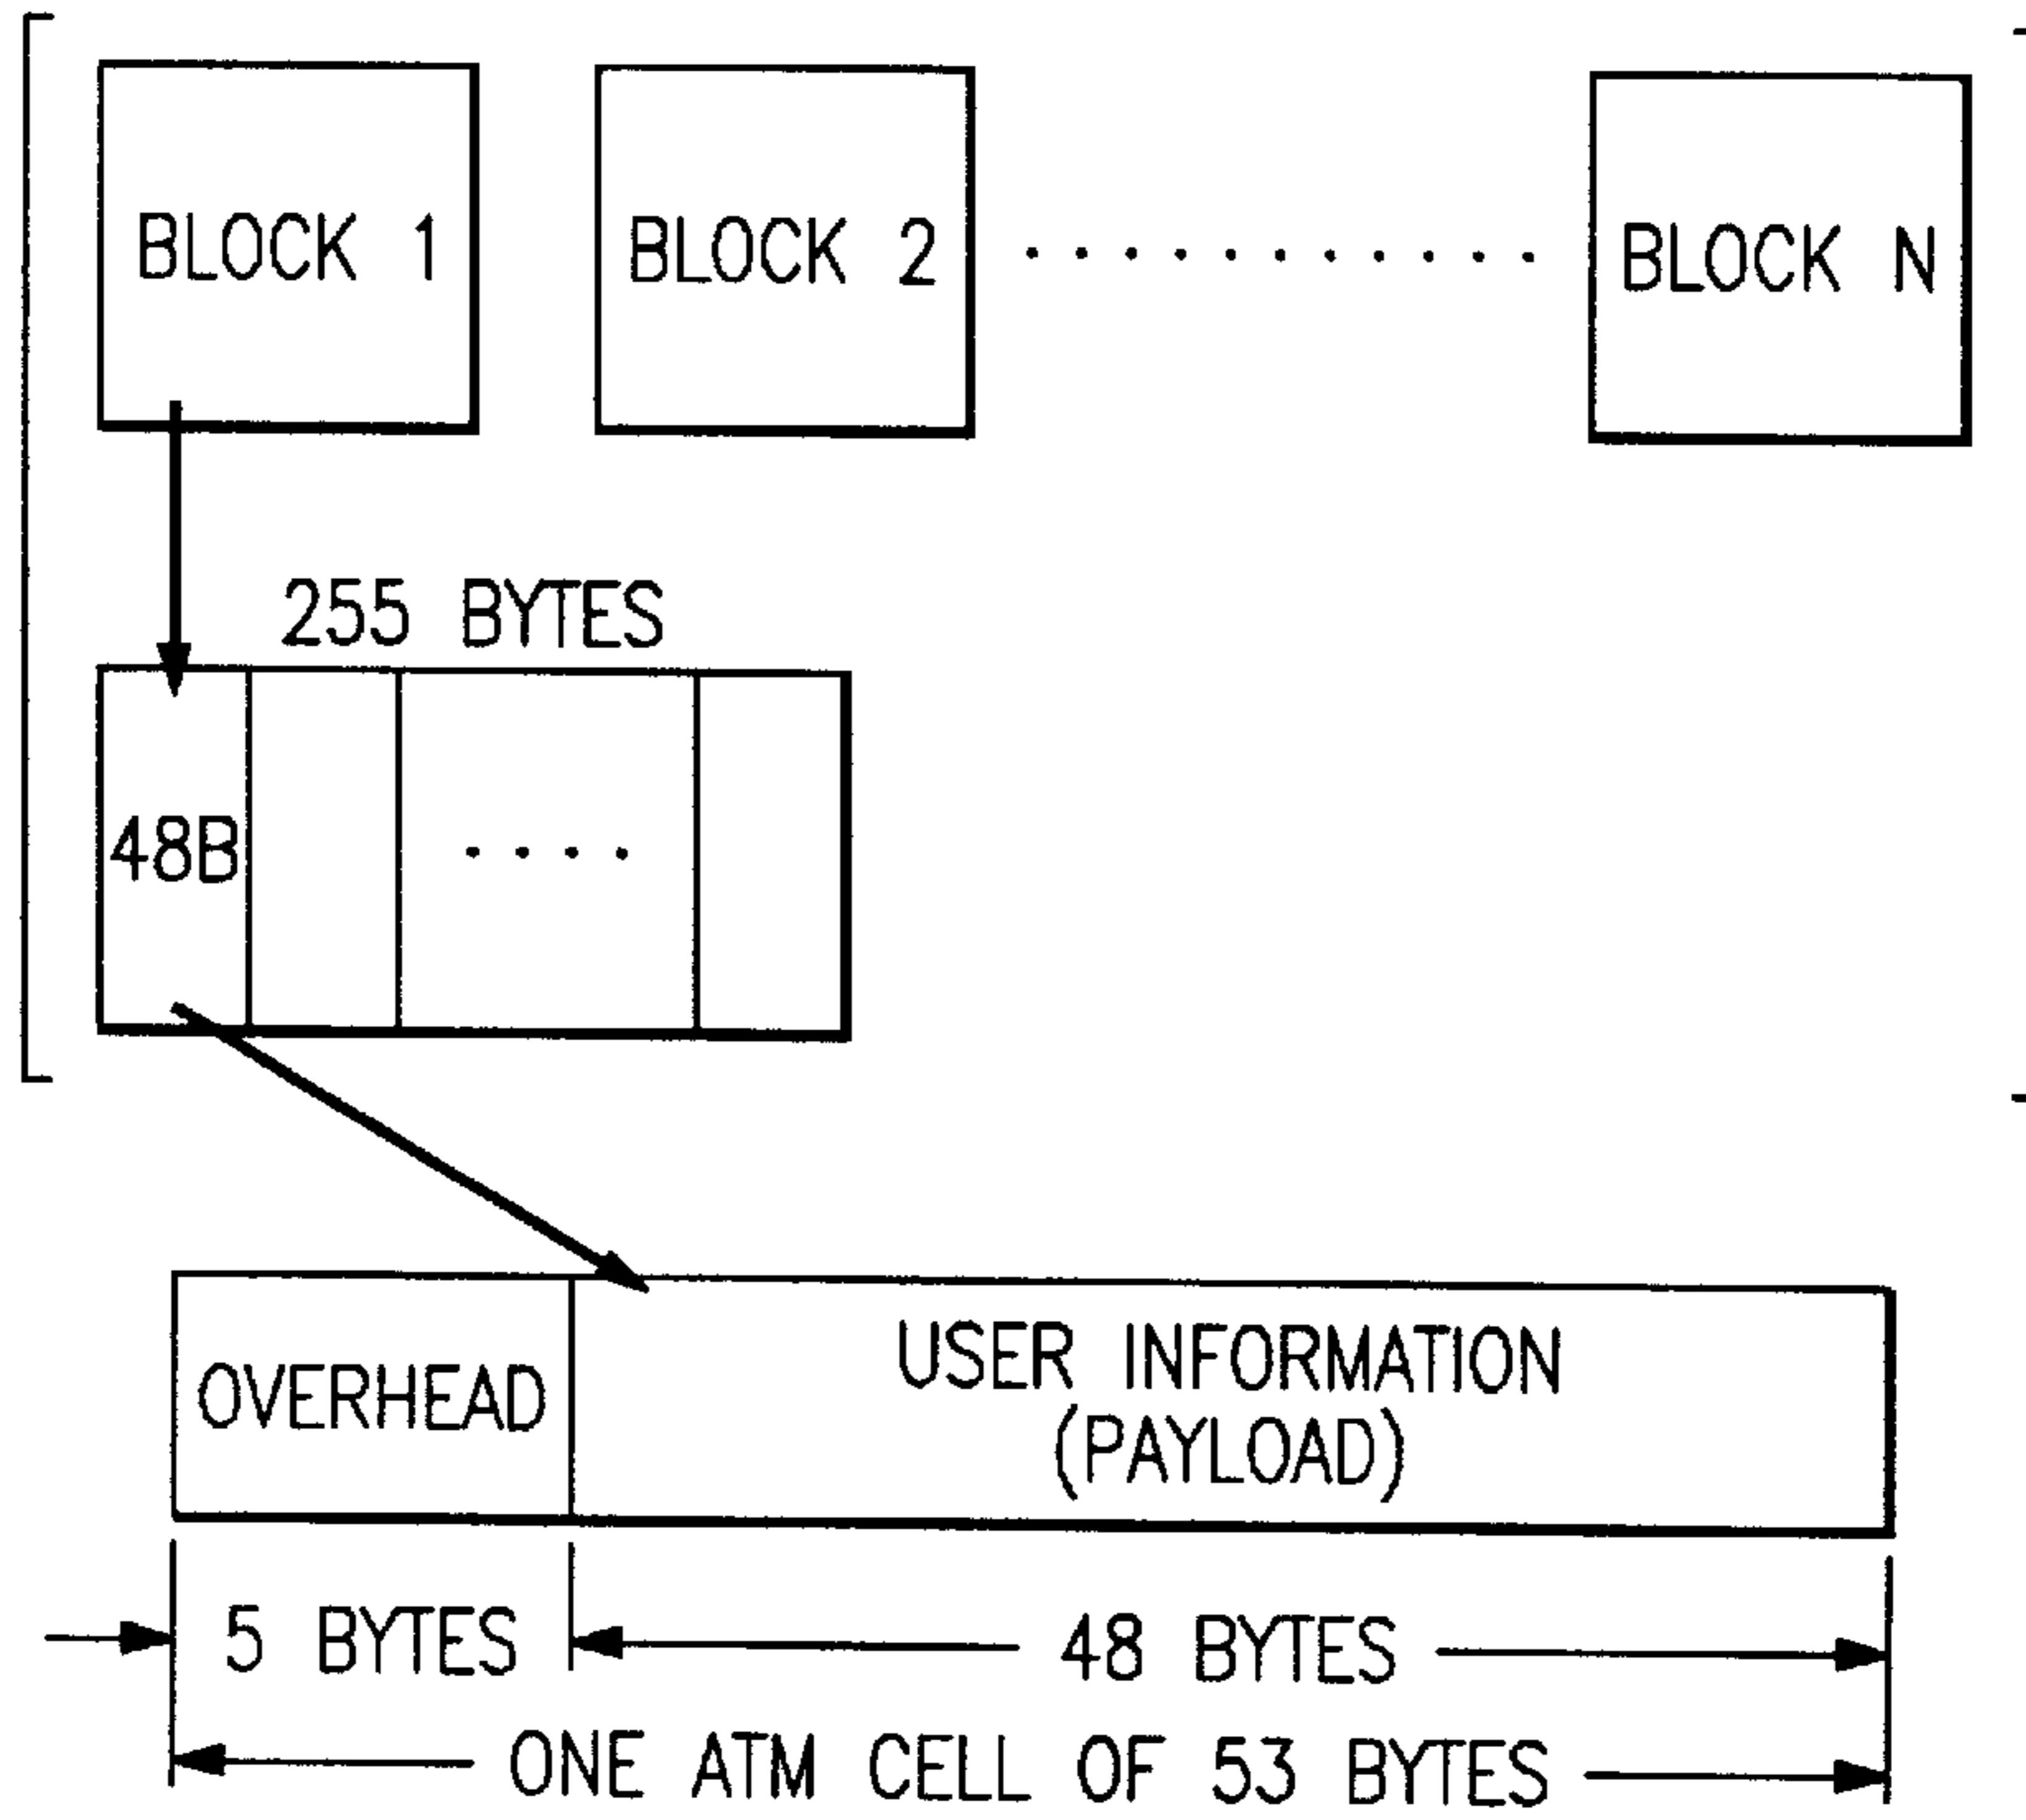 BLOCK 1 BLOCK 2 . . . . . . . . . . . BLOCK N
255 BYTES
48B . . . .
OVERHEAD
USER INFORMATION
(PAYLOAD)
5 BYTES
48 BYTES
ONE ATM CELL OF 53 BYTES